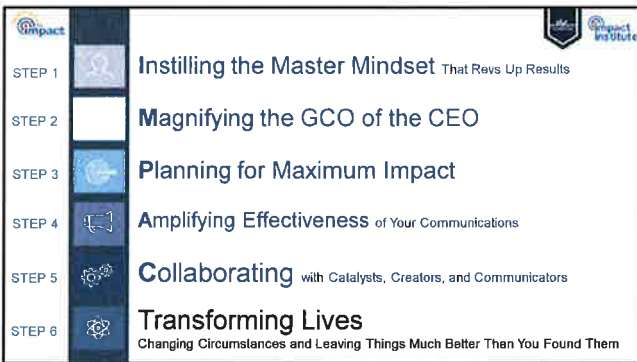 impact
impact
institute
STEP 1
Instilling the Master Mindset That Revs Up Results
STEP 2
Magnifying the GCO of the CEO
STEP 3
Planning for Maximum Impact
STEP 4
Amplifying Effectiveness of Your Communications
STEP 5
Collaborating with Catalysts, Creators, and Communicators
STEP 6
Transforming Lives
Changing Circumstances and Leaving Things Much Better Than You Found Them